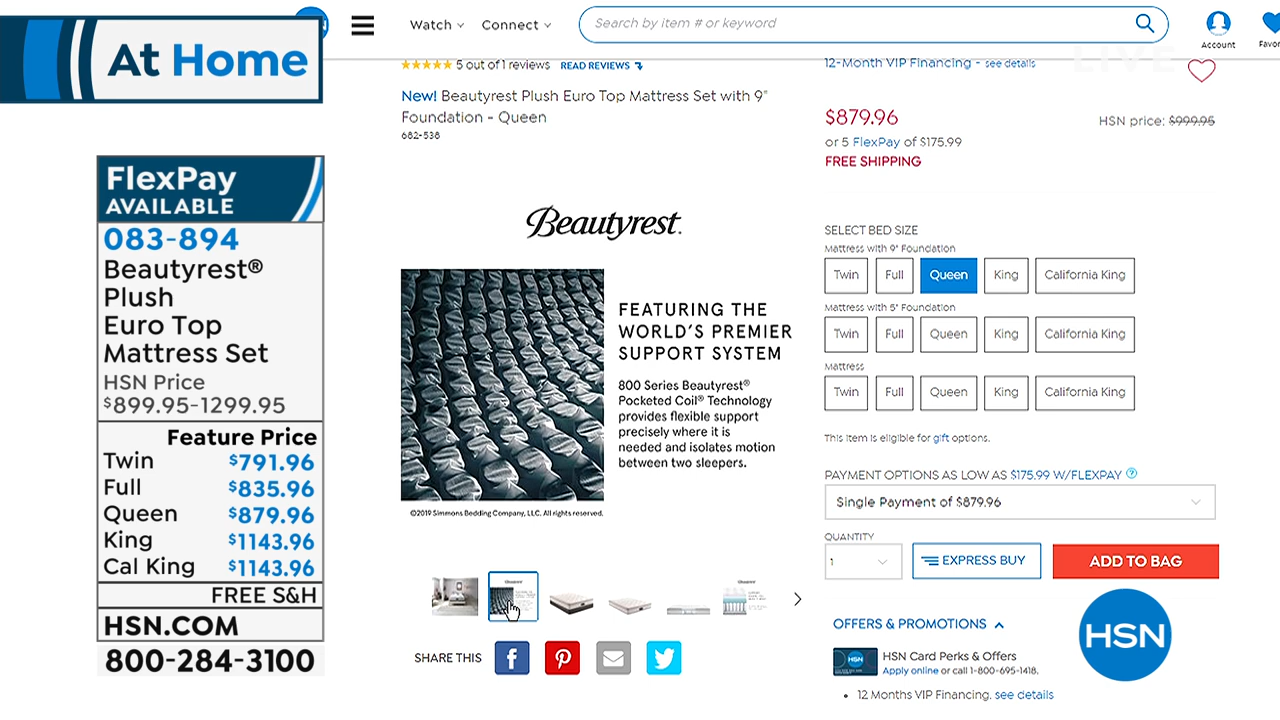 At Home
FlexPay
AVAILABLE
083-894
Beautyrest®
Plush
Euro Top
Mattress Set
HSN Price
$899.95-1299.95
Feature Price
Twin $791.96
Full $835.96
Queen $879.96
King $1143.96
Cal King $1143.96
FREE S&H
HSN.COM
800-284-3100
Watch
Connect
Search by item # or keyword
Account
Favor
LIVE
5 out of 1 reviews READ REVIEWS
New! Beautyrest Plush Euro Top Mattress Set with 9"
Foundation - Queen
682-538
Beautyrest.
FEATURING THE
WORLD'S PREMIER
SUPPORT SYSTEM
800 Series Beautyrest®
Pocketed Coil® Technology
provides flexible support
precisely where it is
needed and isolates motion
between two sleepers.
©2019 Simmons Bedding Company, LLC. All rights reserved.
SHARE THIS
12-Month VIP Financing - see details
$879.96
HSN price: $999.95
or 5 FlexPay of $175.99
FREE SHIPPING
SELECT BED SIZE
Mattress with 9" Foundation
Twin Full Queen King California King
Mattress with 5" Foundation
Twin Full Queen King California King
Mattress
Twin Full Queen King California King
This item is eligible for gift options.
PAYMENT OPTIONS AS LOW AS $175.99 W/FLEXPAY ?
Single Payment of $879.96
QUANTITY
1
EXPRESS BUY
ADD TO BAG
OFFERS & PROMOTIONS
HSN
HSN Card Perks & Offers
Apply online or call 1-800-695-1418.
• 12 Months VIP Financing. see details
HSN